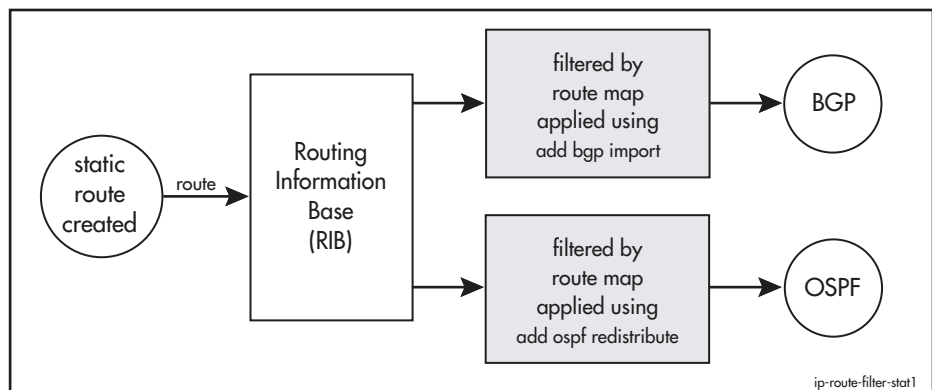 static
route
created
route
Routing
Information
Base
(RIB)
filtered by
route map
applied using
add bgp import
BGP
filtered by
route map
applied using
add ospf redistribute
OSPF
ip-route-filter-stat1